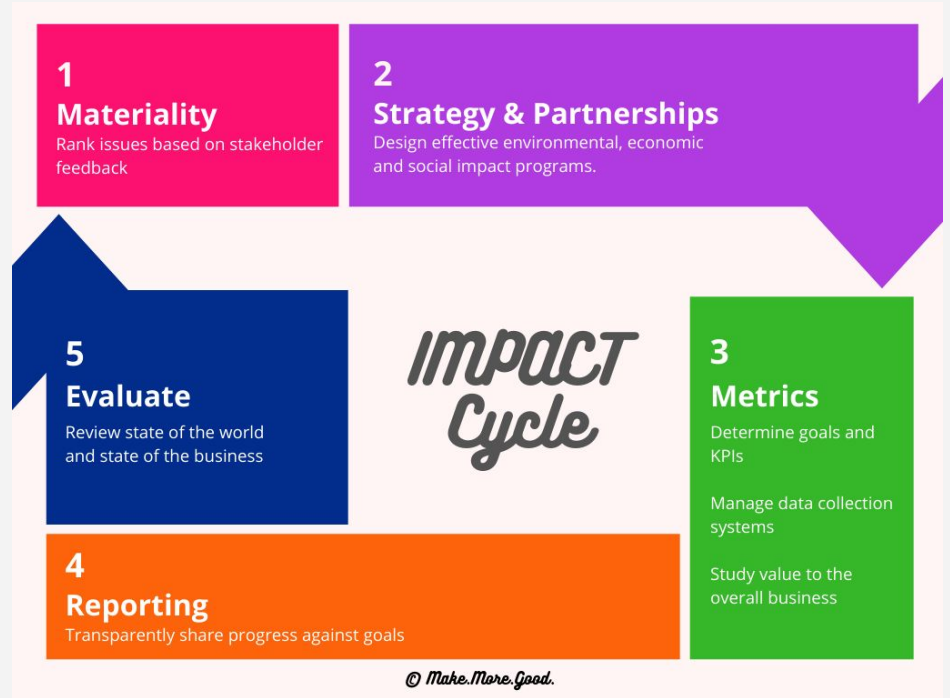 1
Materiality
Rank issues based on stakeholder
feedback
2
Strategy & Partnerships
Design effective environmental, economic
and social impact programs.
3
Metrics
Determine goals and
KPIs
Manage data collection
systems
Study value to the
overall business
4
Reporting
Transparently share progress against goals
5
Evaluate
Review state of the world
and state of the business
IMPACT
Cycle
© Make.More.Good.